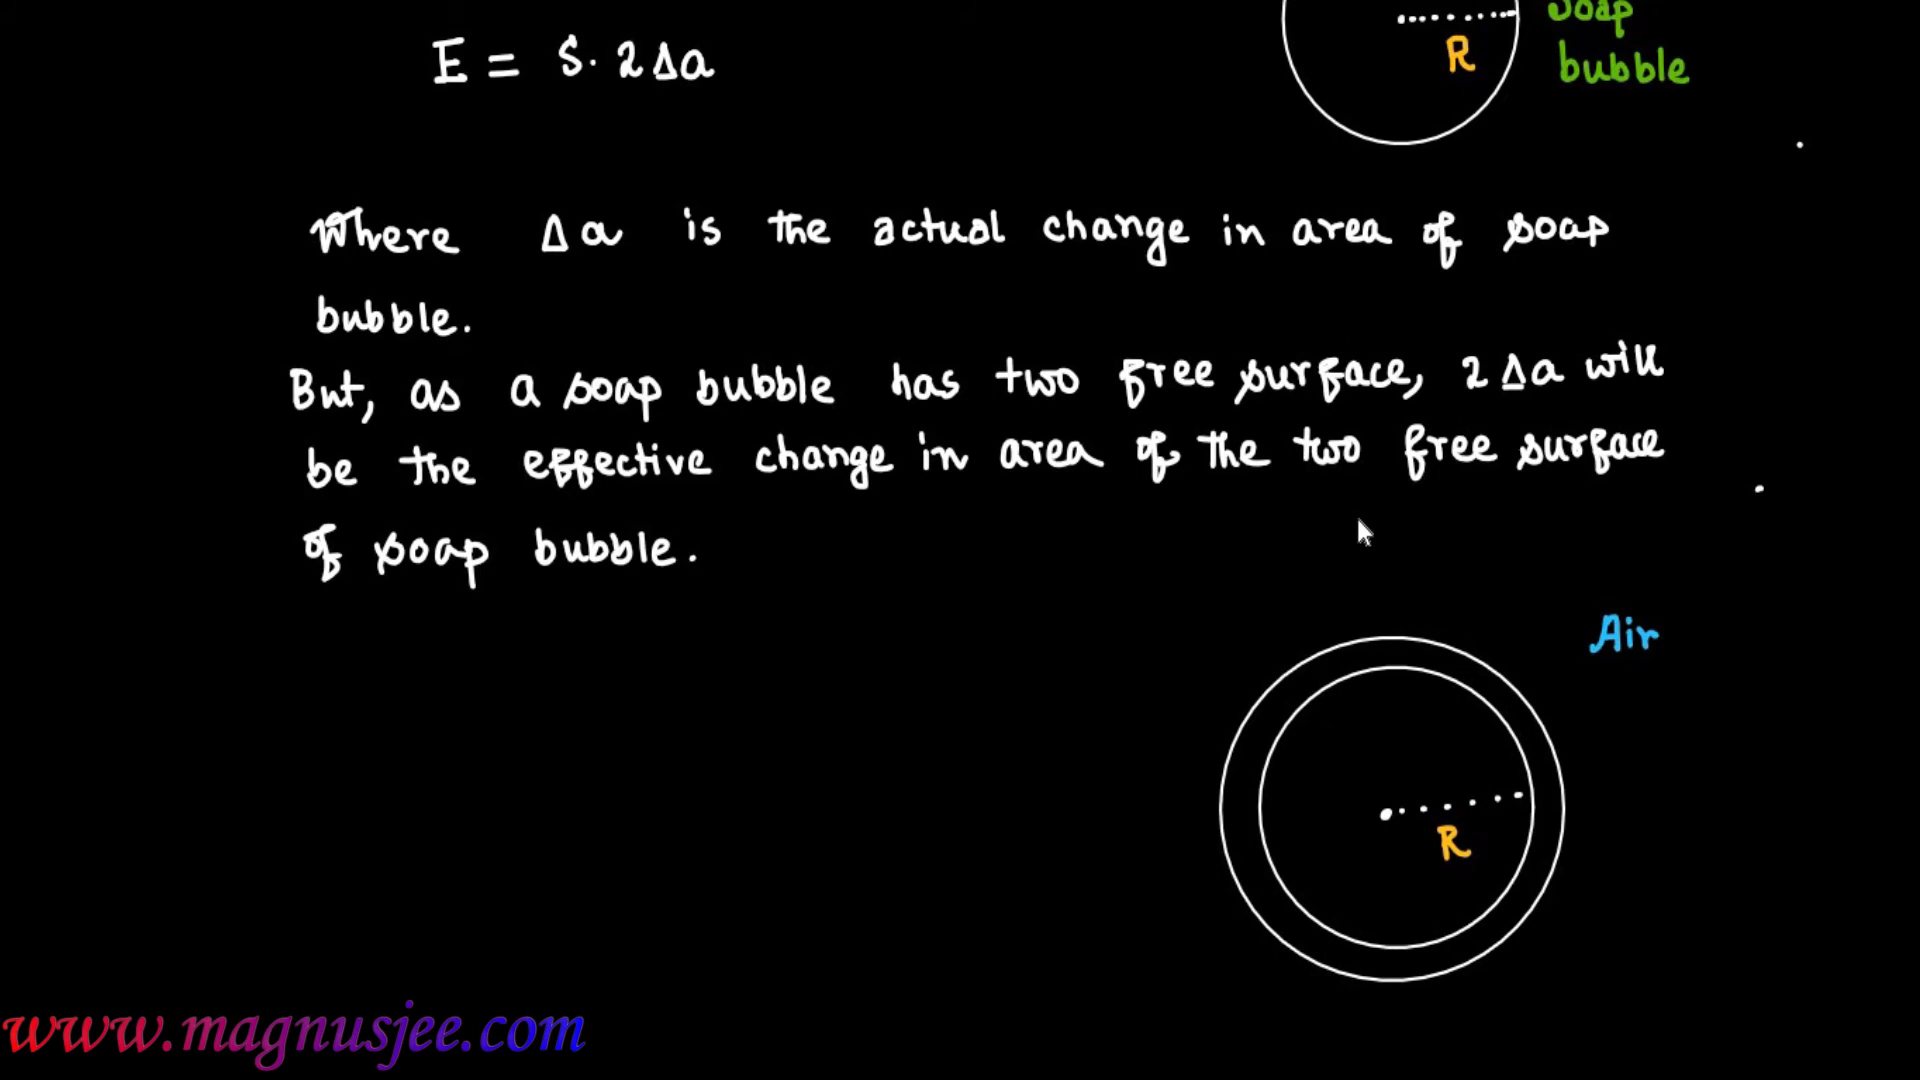 Soap
R
bubble
E = S. 2Δa
Where Δa is the actual change in area of soap
bubble.
But, as a soap bubble has two free surface, 2Δa will
be the effective change in area of the two free surface
of soap bubble.
Air
R
www.magnusjee.com